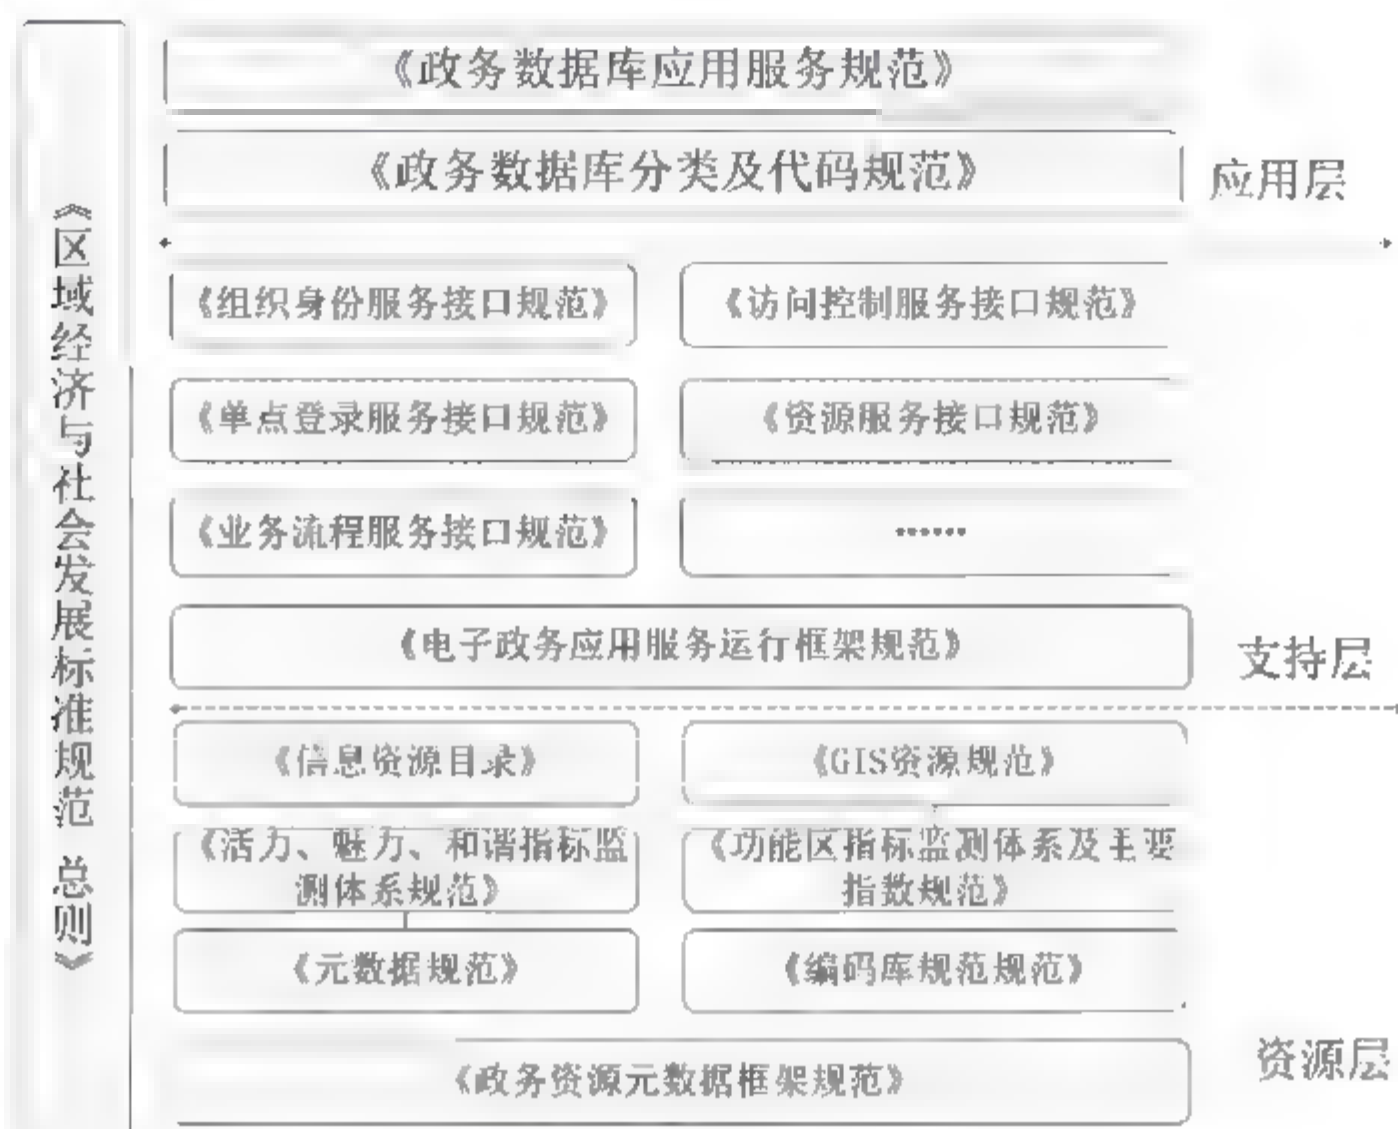 《区域经济与社会发展标准规范 总则》
《政务数据库应用服务规范》
《政务数据库分类及代码规范》
应用层
《组织身份服务接口规范》
《访问控制服务接口规范》
《单点登录服务接口规范》
《资源服务接口规范》
《业务流程服务接口规范》
……
《电子政务应用服务运行框架规范》
支持层
《信息资源目录》
《GIS资源规范》
《活力、魅力、和谐指标监
测体系规范》
《功能区指标监测体系及主要
指数规范》
《元数据规范》
《编码库规范规范》
《政务资源元数据框架规范》
资源层